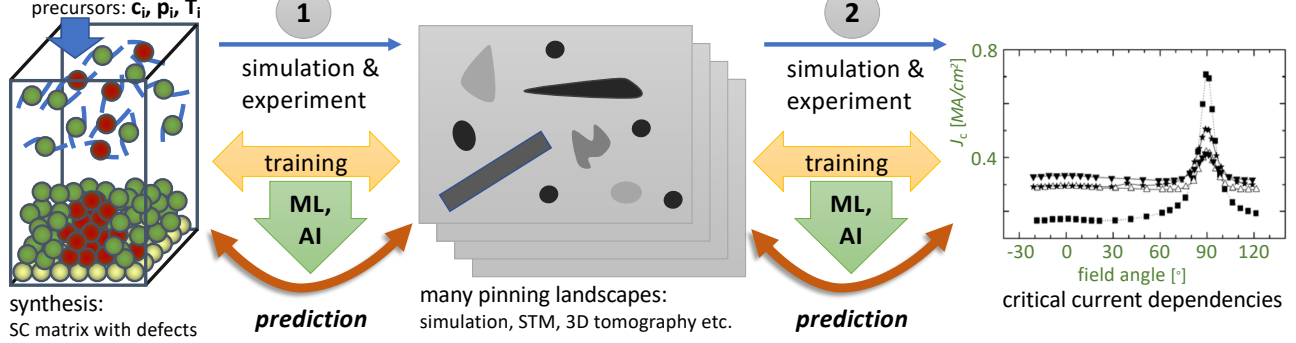 precursors: cᵢ, pᵢ, Tᵢ
synthesis:
SC matrix with defects
1
simulation &
experiment
training
ML,
AI
prediction
many pinning landscapes:
simulation, STM, 3D tomography etc.
2
simulation &
experiment
training
ML,
AI
prediction
J_c [MA/cm²]
0.8
0.4
-30 0 30 60 90 120
field angle [°]
critical current dependencies